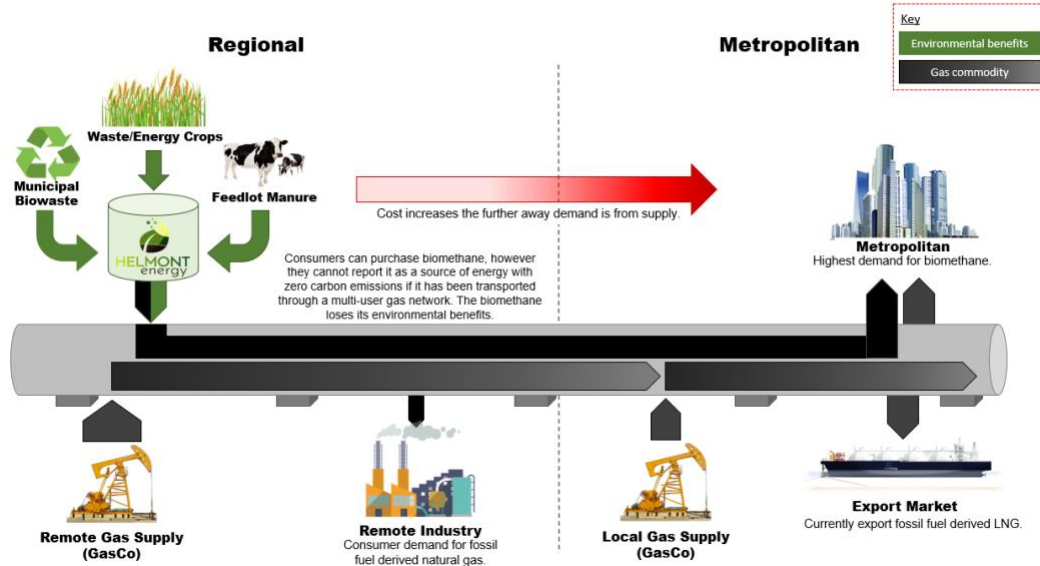 Regional
Metropolitan
Key
Environmental benefits
Gas commodity
Waste/Energy Crops
Municipal
Biowaste
Feedlot Manure
HELMONT
energy
Cost increases the further away demand is from supply.
Consumers can purchase biomethane, however
they cannot report it as a source of energy with
zero carbon emissions if it has been transported
through a multi-user gas network. The biomethane
loses its environmental benefits.
Metropolitan
Highest demand for biomethane.
Remote Gas Supply
(GasCo)
Remote Industry
Consumer demand for fossil
fuel derived natural gas.
Local Gas Supply
(GasCo)
Export Market
Currently export fossil fuel derived LNG.